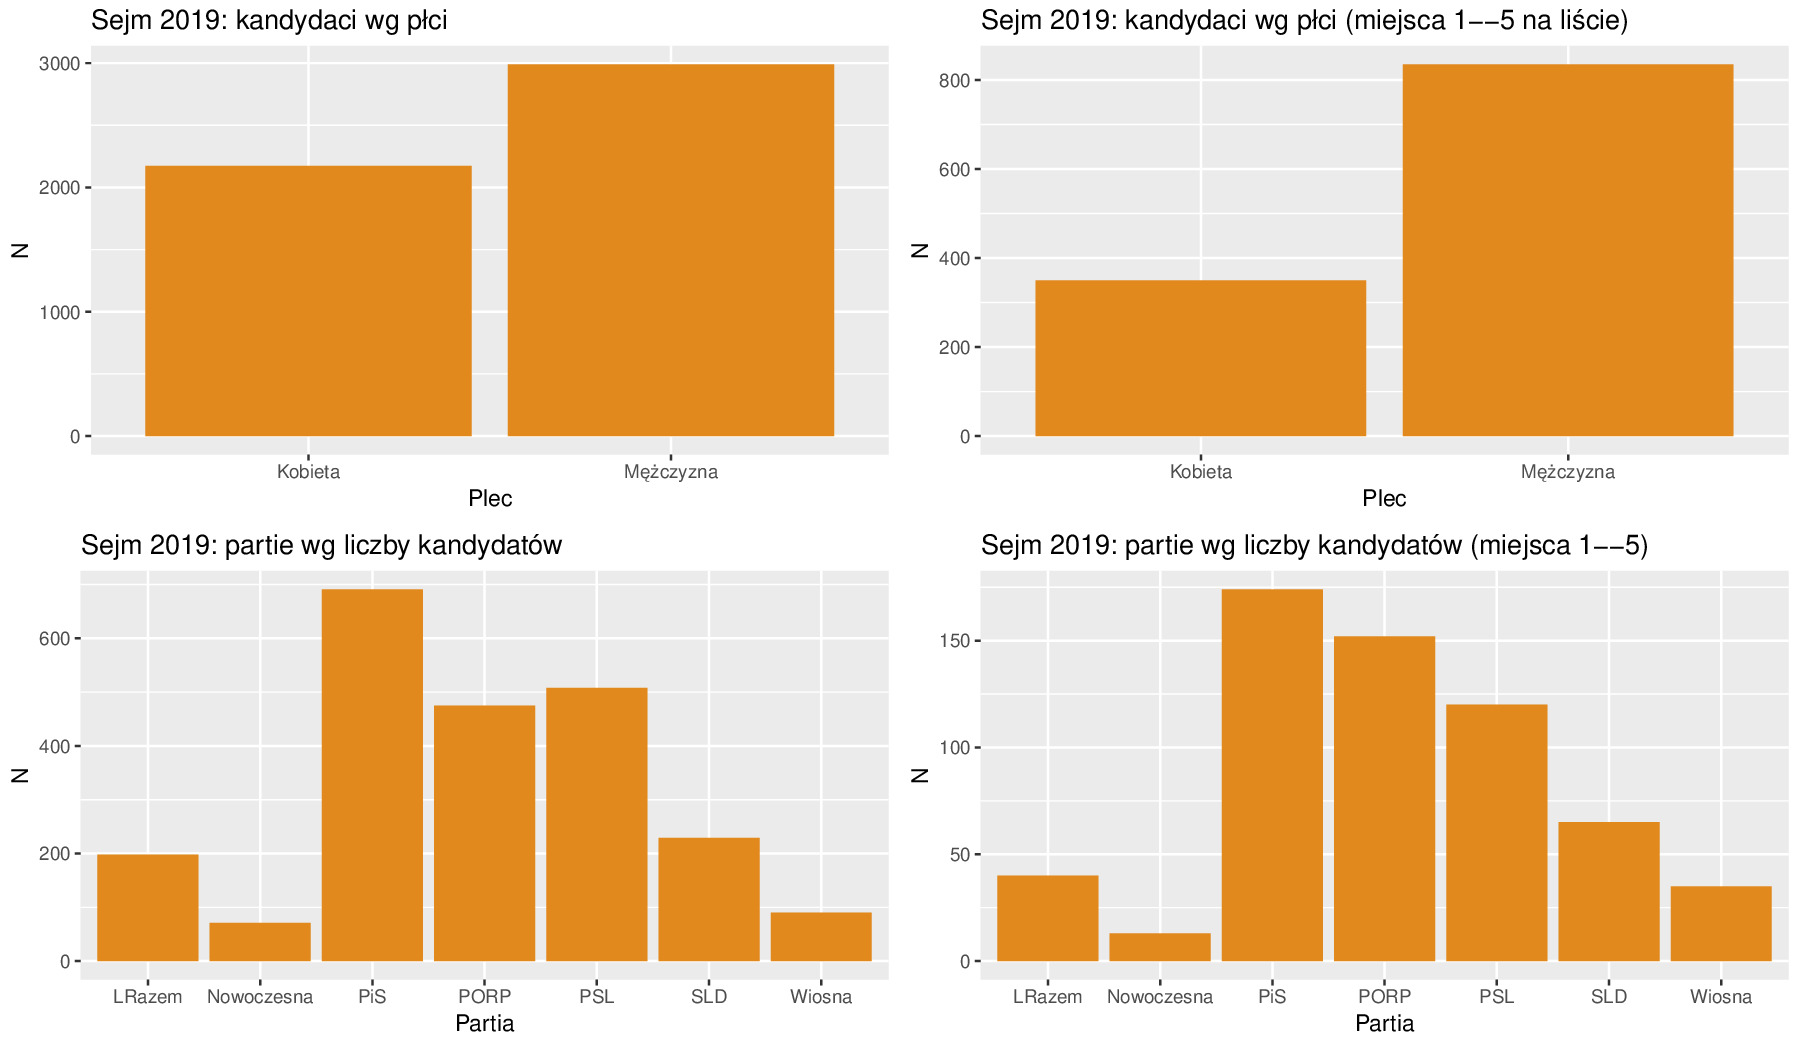 Sejm 2019: kandydaci wg płci
3000
2000
1000
0
N
Kobieta Mężczyzna
Plec
Sejm 2019: kandydaci wg płci (miejsca 1−−5 na liście)
800
600
400
200
0
N
Kobieta Mężczyzna
Plec
Sejm 2019: partie wg liczby kandydatów
600
400
200
0
N
LRazem Nowoczesna PiS PORP PSL SLD Wiosna
Partia
Sejm 2019: partie wg liczby kandydatów (miejsca 1−−5)
150
100
50
0
N
LRazem Nowoczesna PiS PORP PSL SLD Wiosna
Partia